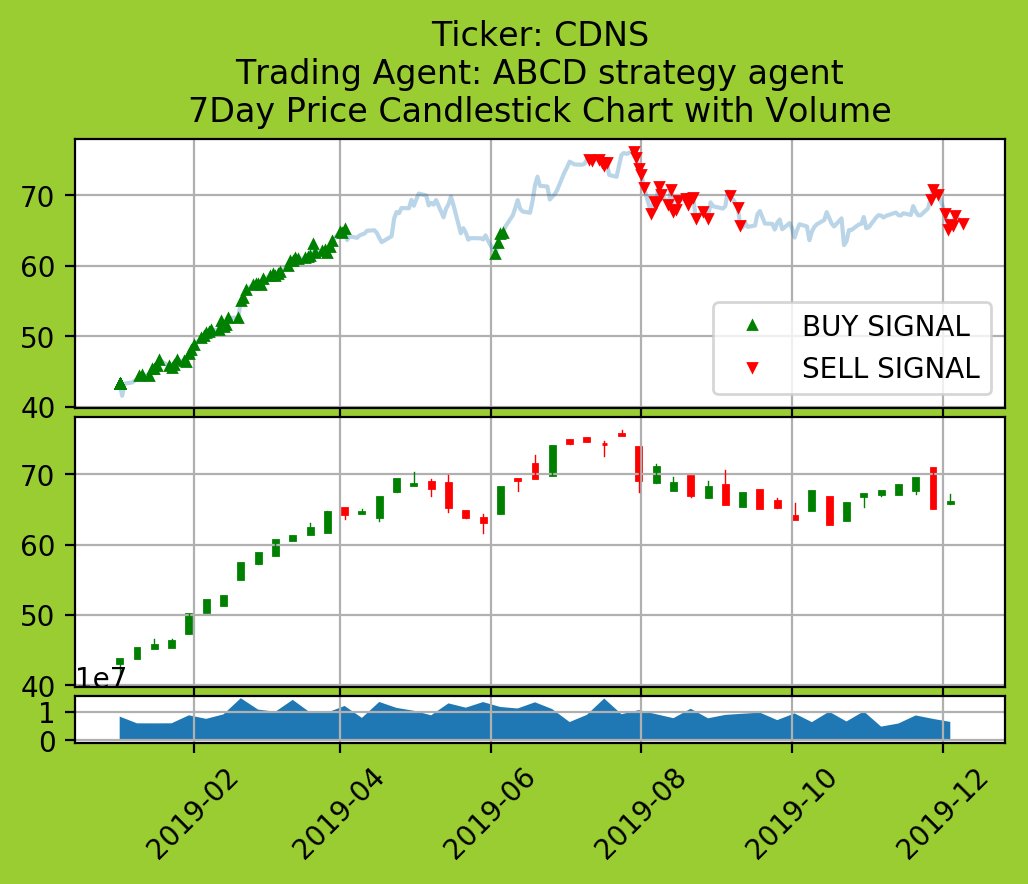 Ticker: CDNS
Trading Agent: ABCD strategy agent
7Day Price Candlestick Chart with Volume
70
60
50
40
BUY SIGNAL
SELL SIGNAL
70
60
50
40
1e7
1
0
2019-02
2019-04
2019-06
2019-08
2019-10
2019-12